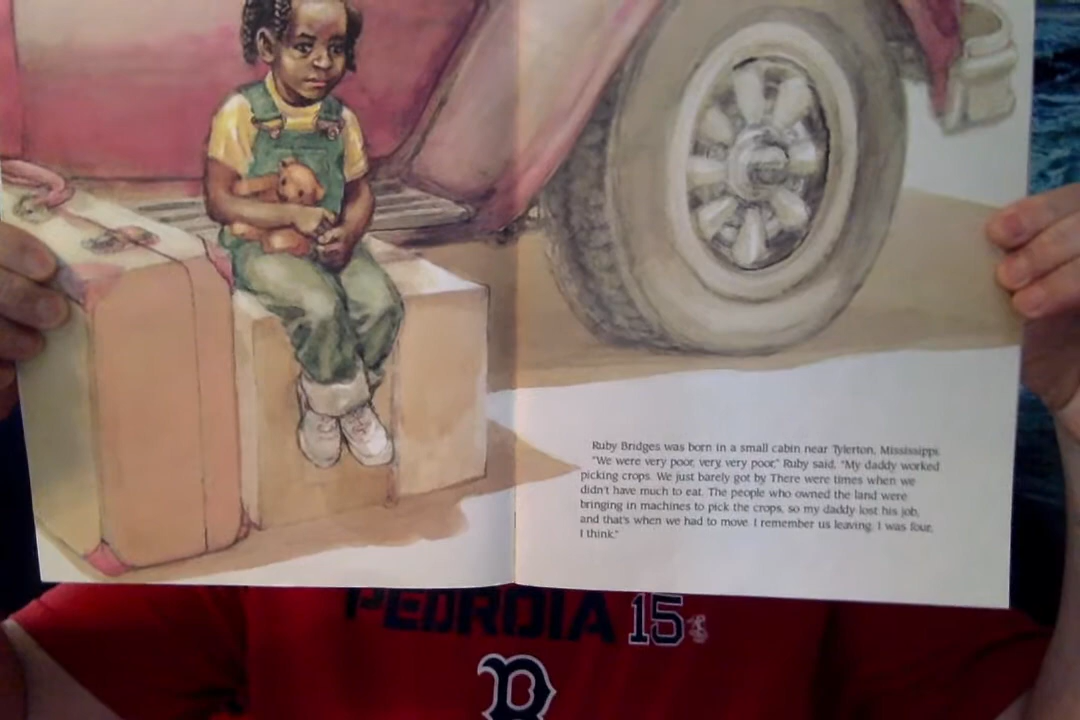 Ruby Bridges was born in a small cabin near Tylerton, Mississippi.
"We were very poor, very, very poor," Ruby said. "My daddy worked
picking crops. We just barely got by. There were times when we
didn't have much to eat. The people who owned the land were
bringing in machines to pick the crops, so my daddy lost his job,
and that's when we had to move. I remember us leaving. I was four,
I think."
PEDROIA 15
B